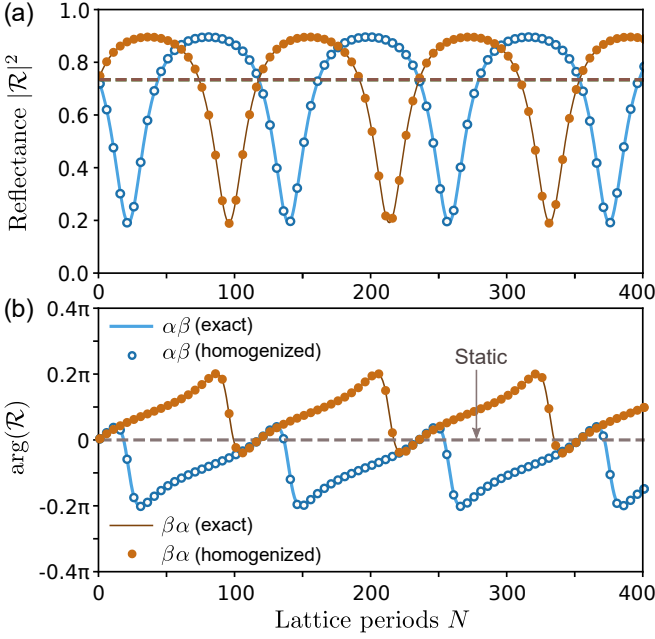 (a)
Reflectance |ℛ|²
1.0
0.8
0.6
0.4
0.2
0.0
0 100 200 300 400
(b)
arg(ℛ)
0.4π
0.2π
0
-0.2π
-0.4π
αβ (exact)
αβ (homogenized)
Static
βα (exact)
βα (homogenized)
0 100 200 300 400
Lattice periods N